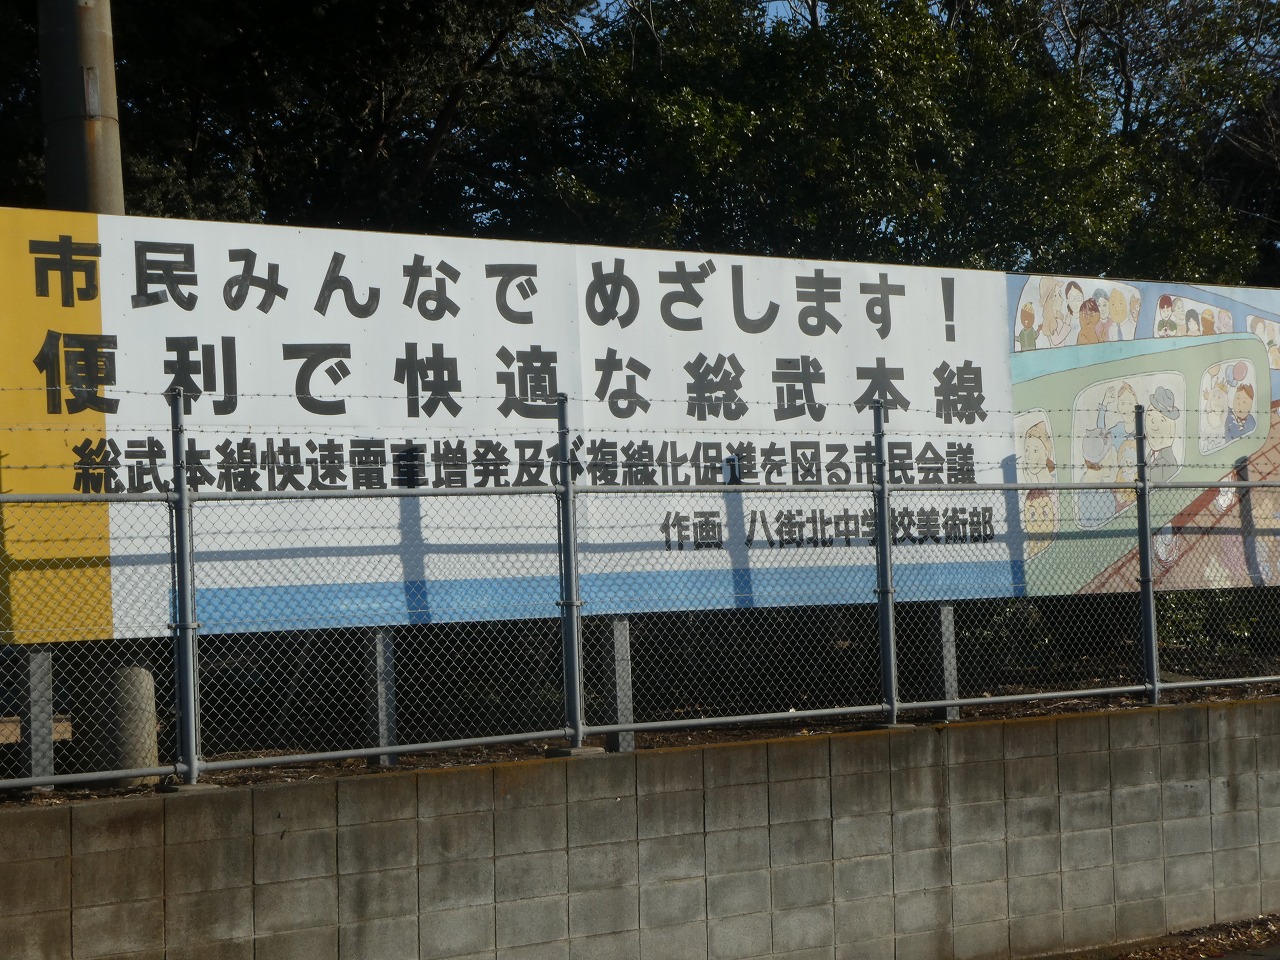 市民みんなで めざします！
便利で快適な総武本線
総武本線快速電車増発及び複線化促進を図る市民会議
作画　八街北中学校美術部